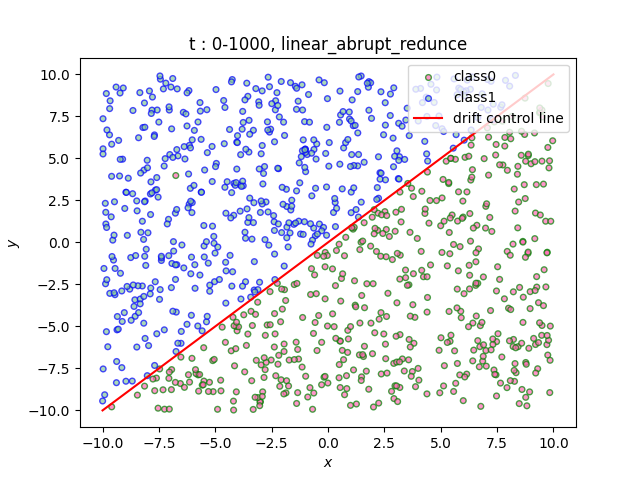 t : 0-1000, linear_abrupt_redunce
class0
class1
drift control line
y
10.0
7.5
5.0
2.5
0.0
−2.5
−5.0
−7.5
−10.0
−10.0 −7.5 −5.0 −2.5 0.0 2.5 5.0 7.5 10.0
x